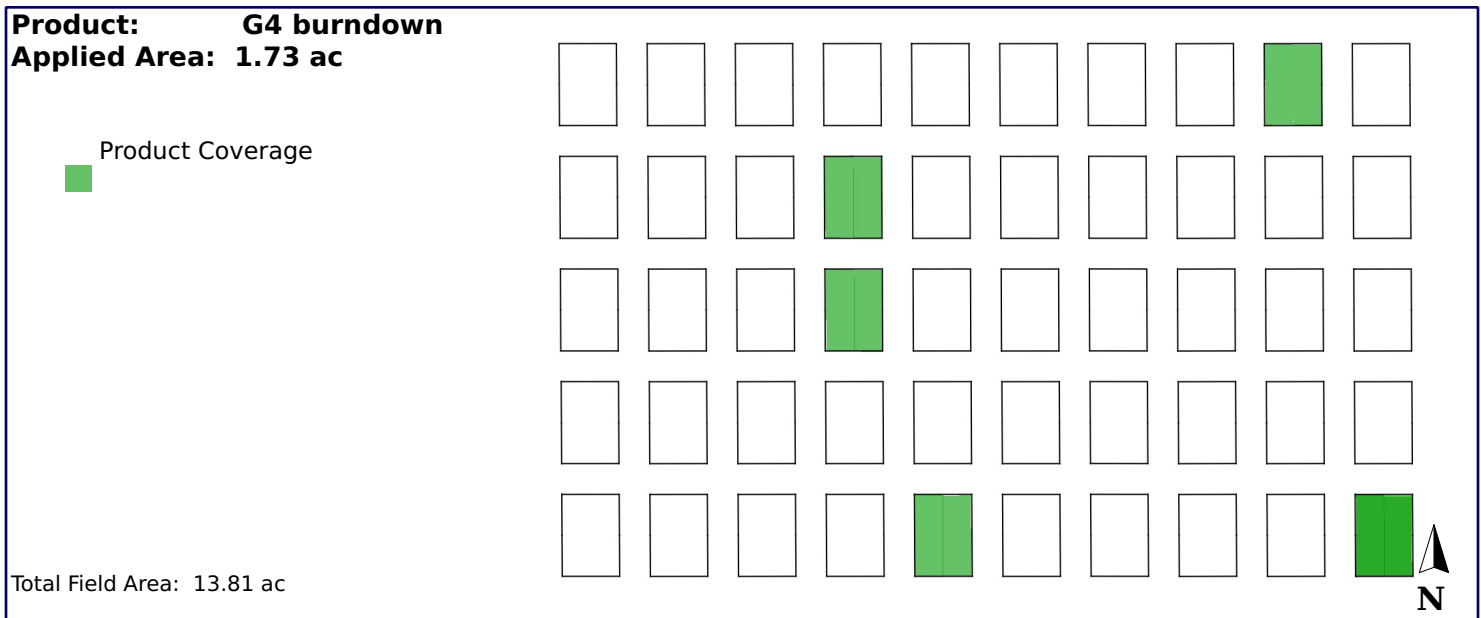 Product: G4 burndown
Applied Area: 1.73 ac
Product Coverage
Total Field Area: 13.81 ac
N